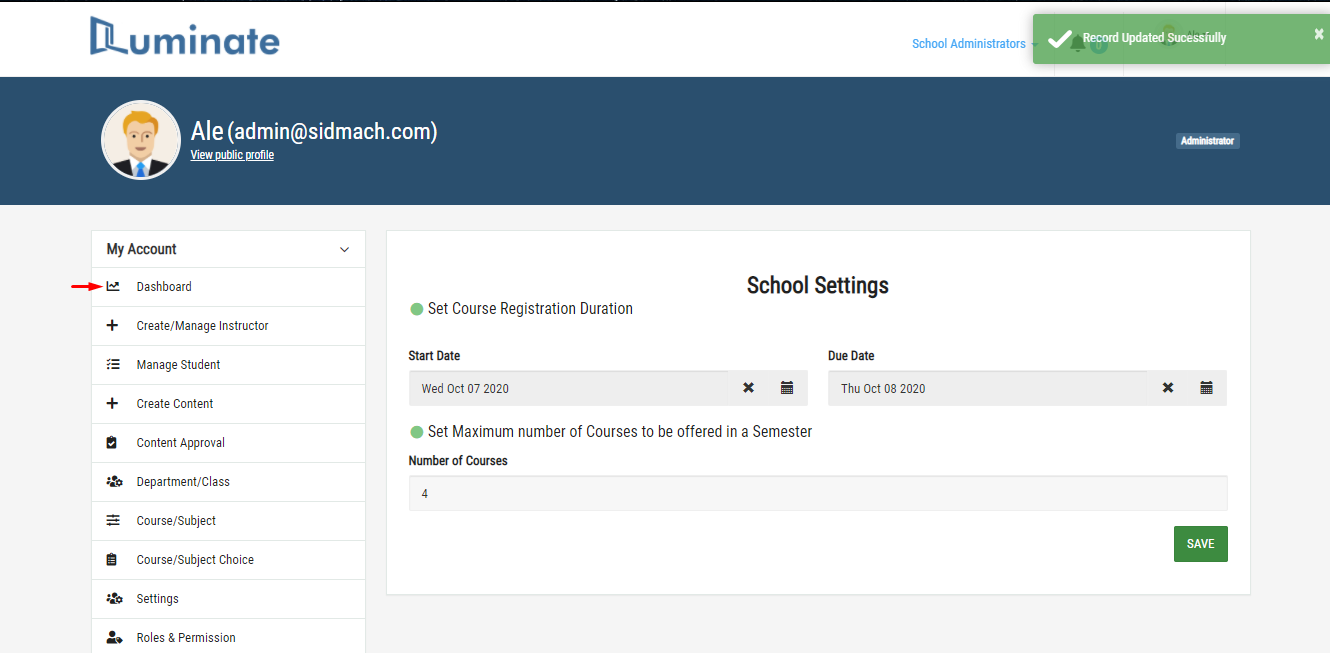 Luminate
School Administrators
0
Record Updated Sucessfully
×
Ale (admin@sidmach.com)
View public profile
Administrator
My Account
Dashboard
Create/Manage Instructor
Manage Student
Create Content
Content Approval
Department/Class
Course/Subject
Course/Subject Choice
Settings
Roles & Permission
School Settings
Set Course Registration Duration
Start Date
Due Date
Wed Oct 07 2020
Thu Oct 08 2020
Set Maximum number of Courses to be offered in a Semester
Number of Courses
4
SAVE